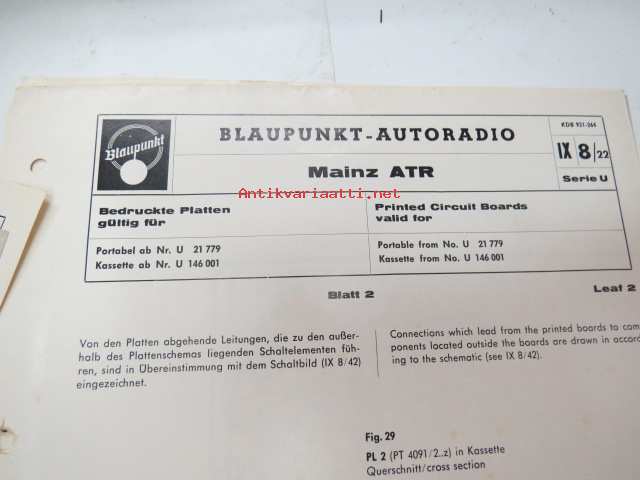 Blaupunkt
BLAUPUNKT-AUTORADIO
Mainz ATR
KDB 931-264
IX 8/22
Serie U
Antikvariaatti.net
Bedruckte Platten
gültig für
Portabel ab Nr. U 21 779
Kassette ab Nr. U 146 001
Printed Circuit Boards
valid for
Portable from No. U 21 779
Kassette from No. U 146 001
Blatt 2
Leaf 2
Von den Platten abgehende Leitungen, die zu den außer-
halb des Plattenschemas liegenden Schaltelementen füh-
ren, sind in Übereinstimmung mit dem Schaltbild (IX 8/42)
eingezeichnet.
Connections which lead from the printed boards to com-
ponents located outside the boards are drawn in accord
ing to the schematic (see IX 8/42).
Fig. 29
PL 2 (PT 4091/2..z) in Kassette
Querschnitt/cross section